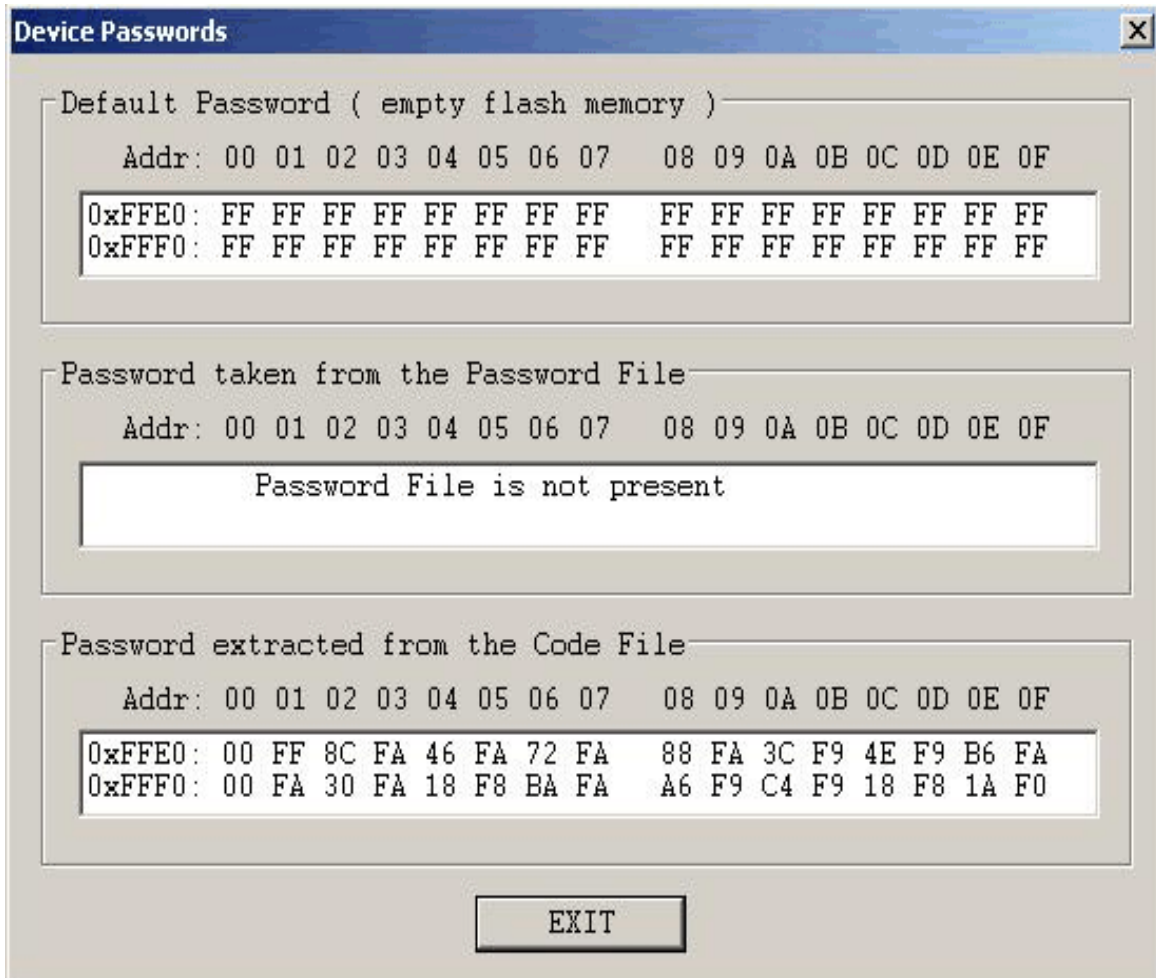 Device Passwords
Default Password ( empty flash memory )
Addr: 00 01 02 03 04 05 06 07 08 09 0A 0B 0C 0D 0E 0F
0xFFE0: FF FF FF FF FF FF FF FF FF FF FF FF FF FF FF FF
0xFFF0: FF FF FF FF FF FF FF FF FF FF FF FF FF FF FF FF
Password taken from the Password File
Addr: 00 01 02 03 04 05 06 07 08 09 0A 0B 0C 0D 0E 0F
Password File is not present
Password extracted from the Code File
Addr: 00 01 02 03 04 05 06 07 08 09 0A 0B 0C 0D 0E 0F
0xFFE0: 00 FF 8C FA 46 FA 72 FA 88 FA 3C F9 4E F9 B6 FA
0xFFF0: 00 FA 30 FA 18 F8 BA FA A6 F9 C4 F9 18 F8 1A F0
EXIT